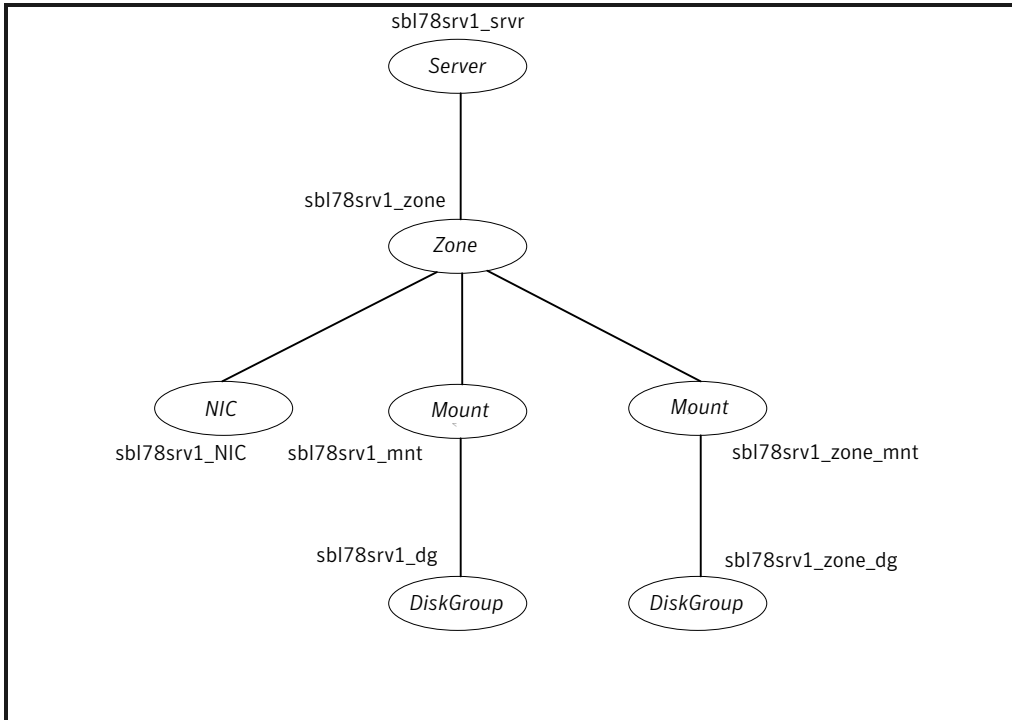 sbl78srv1_srvr
Server
sbl78srv1_zone
Zone
NIC
Mount
Mount
sbl78srv1_NIC
sbl78srv1_mnt
sbl78srv1_zone_mnt
sbl78srv1_dg
sbl78srv1_zone_dg
DiskGroup
DiskGroup